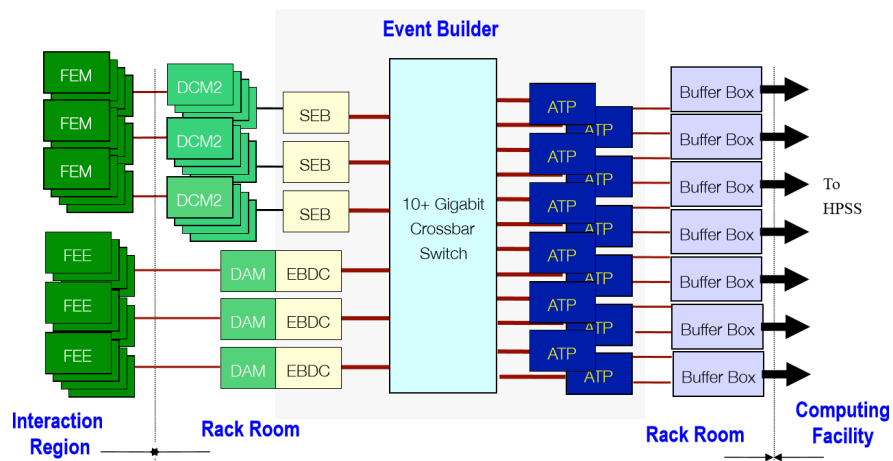 Event Builder
FEM
FEM
FEM
DCM2
DCM2
DCM2
SEB
SEB
SEB
FEE
FEE
FEE
DAM EBDC
DAM EBDC
DAM EBDC
10+ Gigabit
Crossbar
Switch
ATP
ATP
ATP
ATP
ATP
ATP
ATP
ATP
ATP
ATP
ATP
ATP
Buffer Box
Buffer Box
Buffer Box
Buffer Box
Buffer Box
Buffer Box
Buffer Box
To
HPSS
Interaction
Region
Rack Room
Rack Room
Computing
Facility